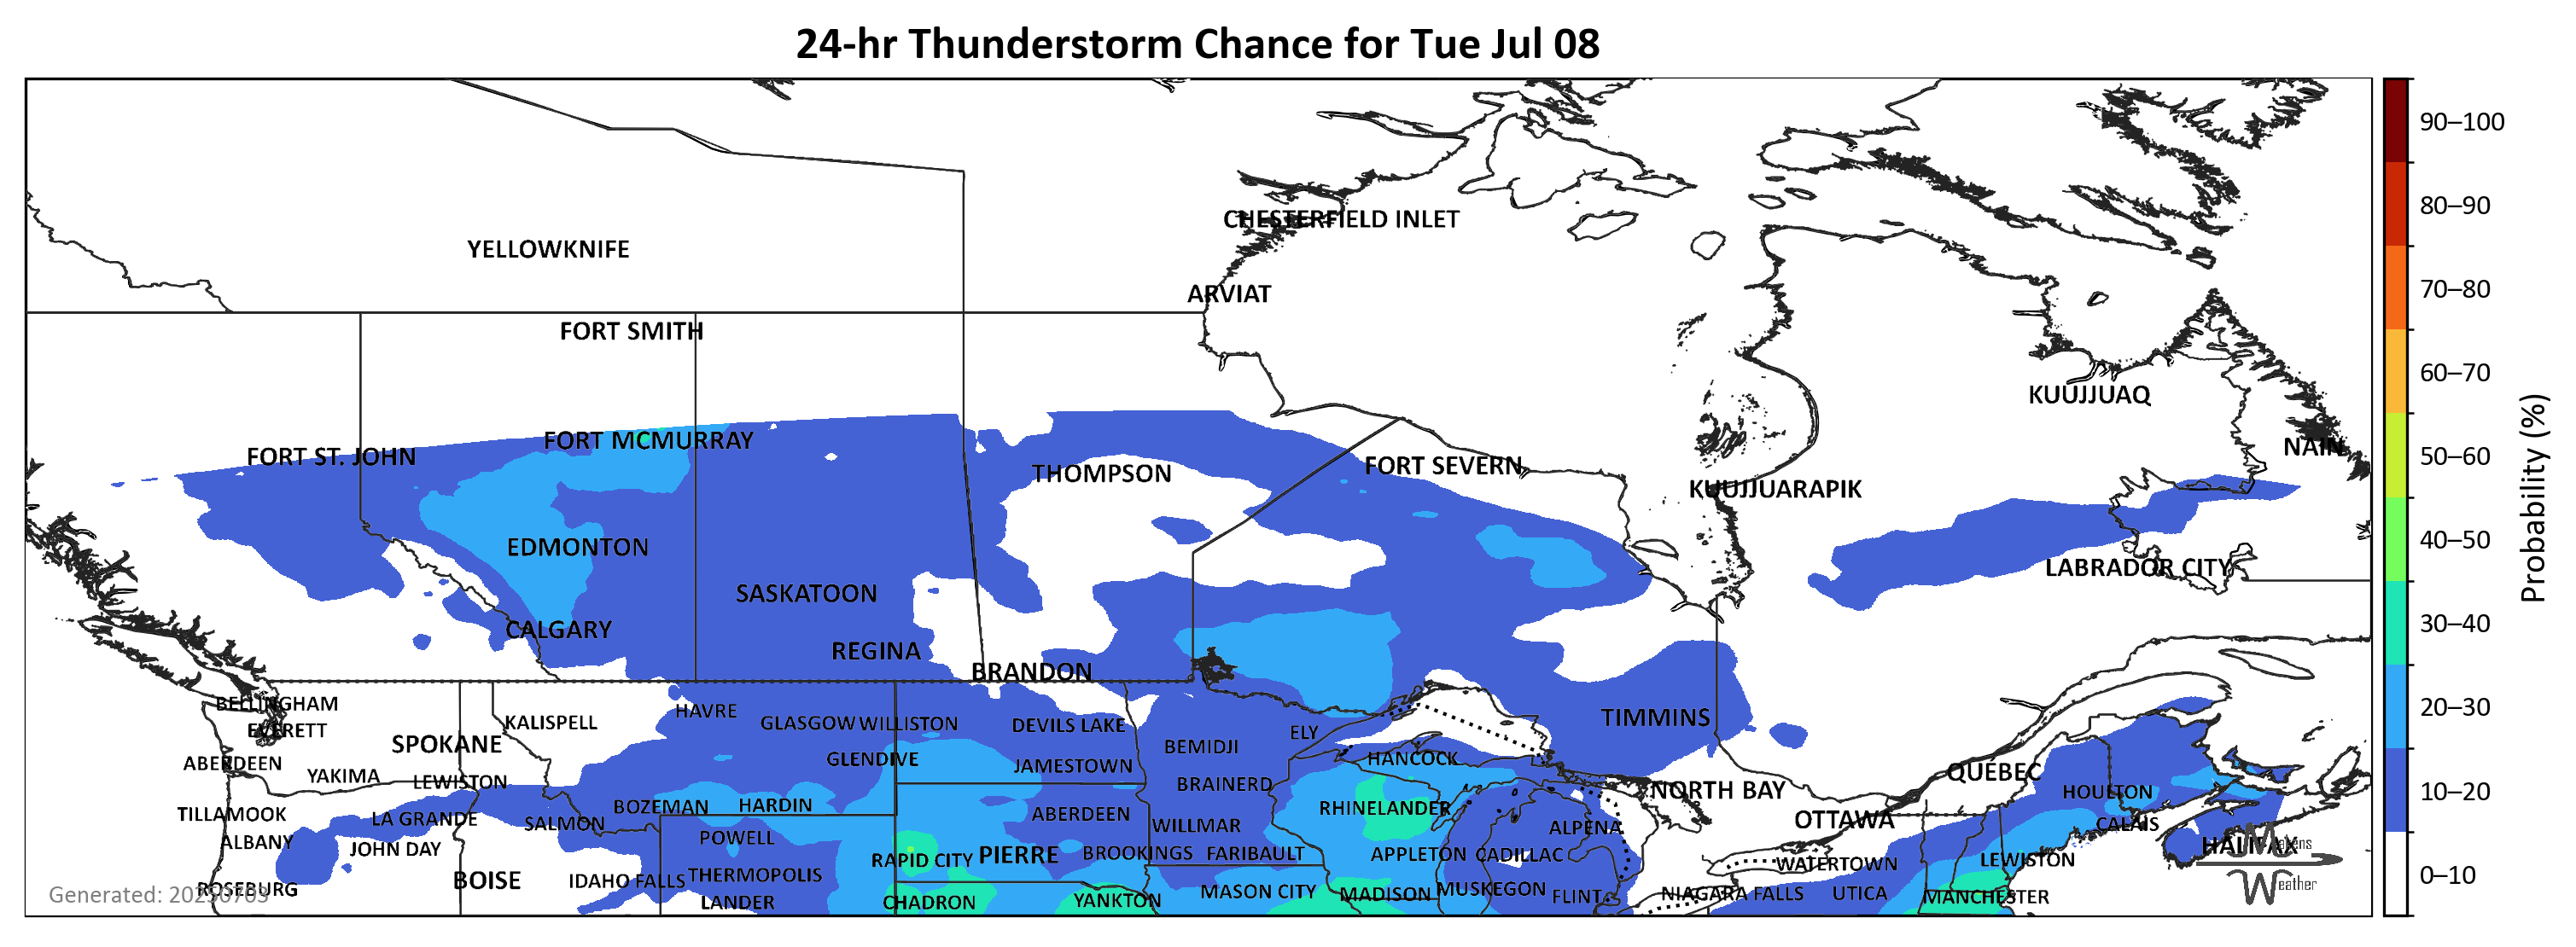 24-hr Thunderstorm Chance for Tue Jul 08
90–100
80–90
70–80
60–70
50–60
40–50
30–40
20–30
10–20
0–10
Probability (%)
CHESTERFIELD INLET
YELLOWKNIFE
ARVIAT
FORT SMITH
KUUJJUAQ
FORT MCMURRAY
NAIN
FORT ST. JOHN
FORT SEVERN
THOMPSON
KUUJJUARAPIK
EDMONTON
LABRADOR CITY
SASKATOON
CALGARY
REGINA
BRANDON
BELLINGHAM
HAVRE
TIMMINS
KALISPELL
GLASGOW
WILLISTON
DEVILS LAKE
EVERETT
ELY
SPOKANE
BEMIDJI
GLENDIVE
HANCOCK
ABERDEEN
JAMESTOWN
QUÉBEC
YAKIMA
LEWISTON
BRAINERD
NORTH BAY
HOULTON
BOZEMAN
HARDIN
RHINELANDER
TILLAMOOK
ABERDEEN
LA GRANDE
OTTAWA
SALMON
WILLMAR
CALAIS
ALPENA
POWELL
ALBANY
HALIFAX
JOHN DAY
BROOKINGS
FARIBAULT
APPLETON
CADILLAC
PIERRE
RAPID CITY
LEWISTON
WATERTOWN
THERMOPOLIS
BOISE
IDAHO FALLS
ROSEBURG
MASON CITY
MADISON
MUSKEGON
NIAGARA FALLS
UTICA
MANCHESTER
FLINT
LANDER
CHADRON
YANKTON
Generated: 20250703
Weather